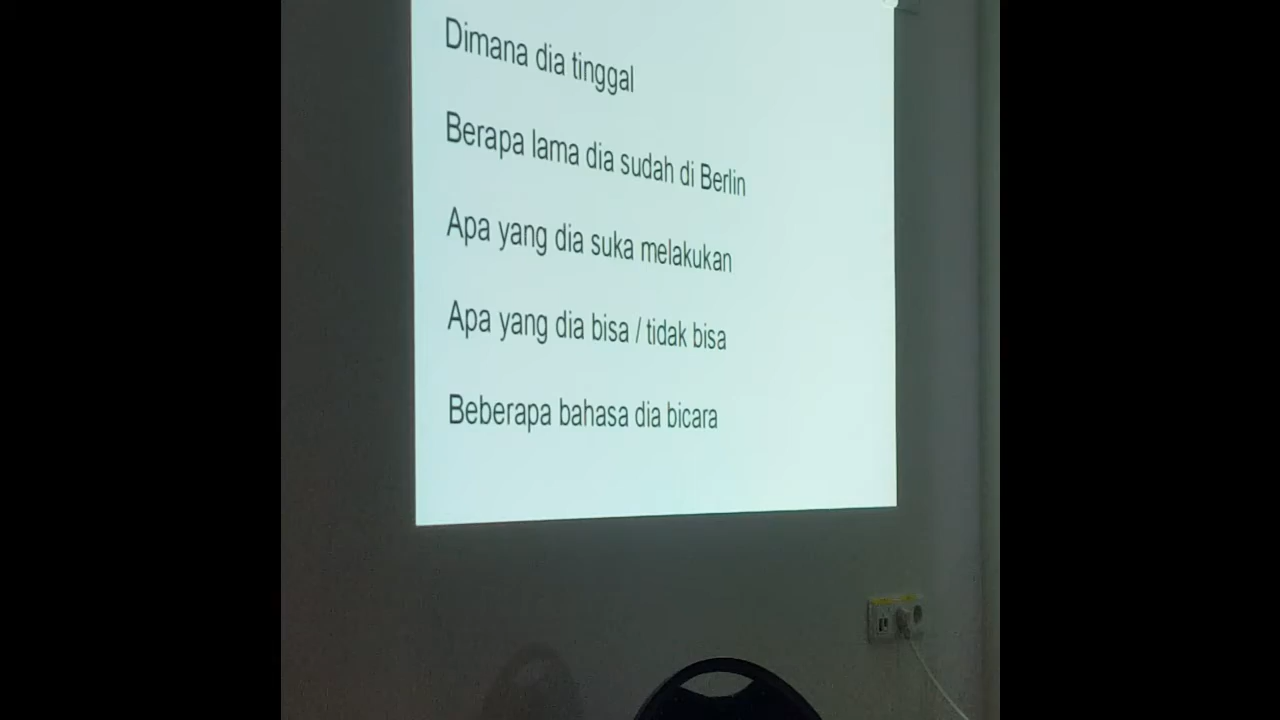 Dimana dia tinggal
Berapa lama dia sudah di Berlin
Apa yang dia suka melakukan
Apa yang dia bisa / tidak bisa
Beberapa bahasa dia bicara